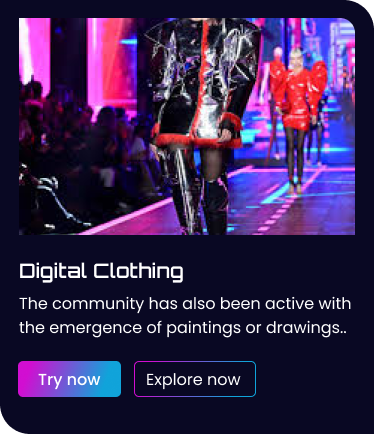 Digital Clothing
The community has also been active with
the emergence of paintings or drawings..
Try now
Explore now